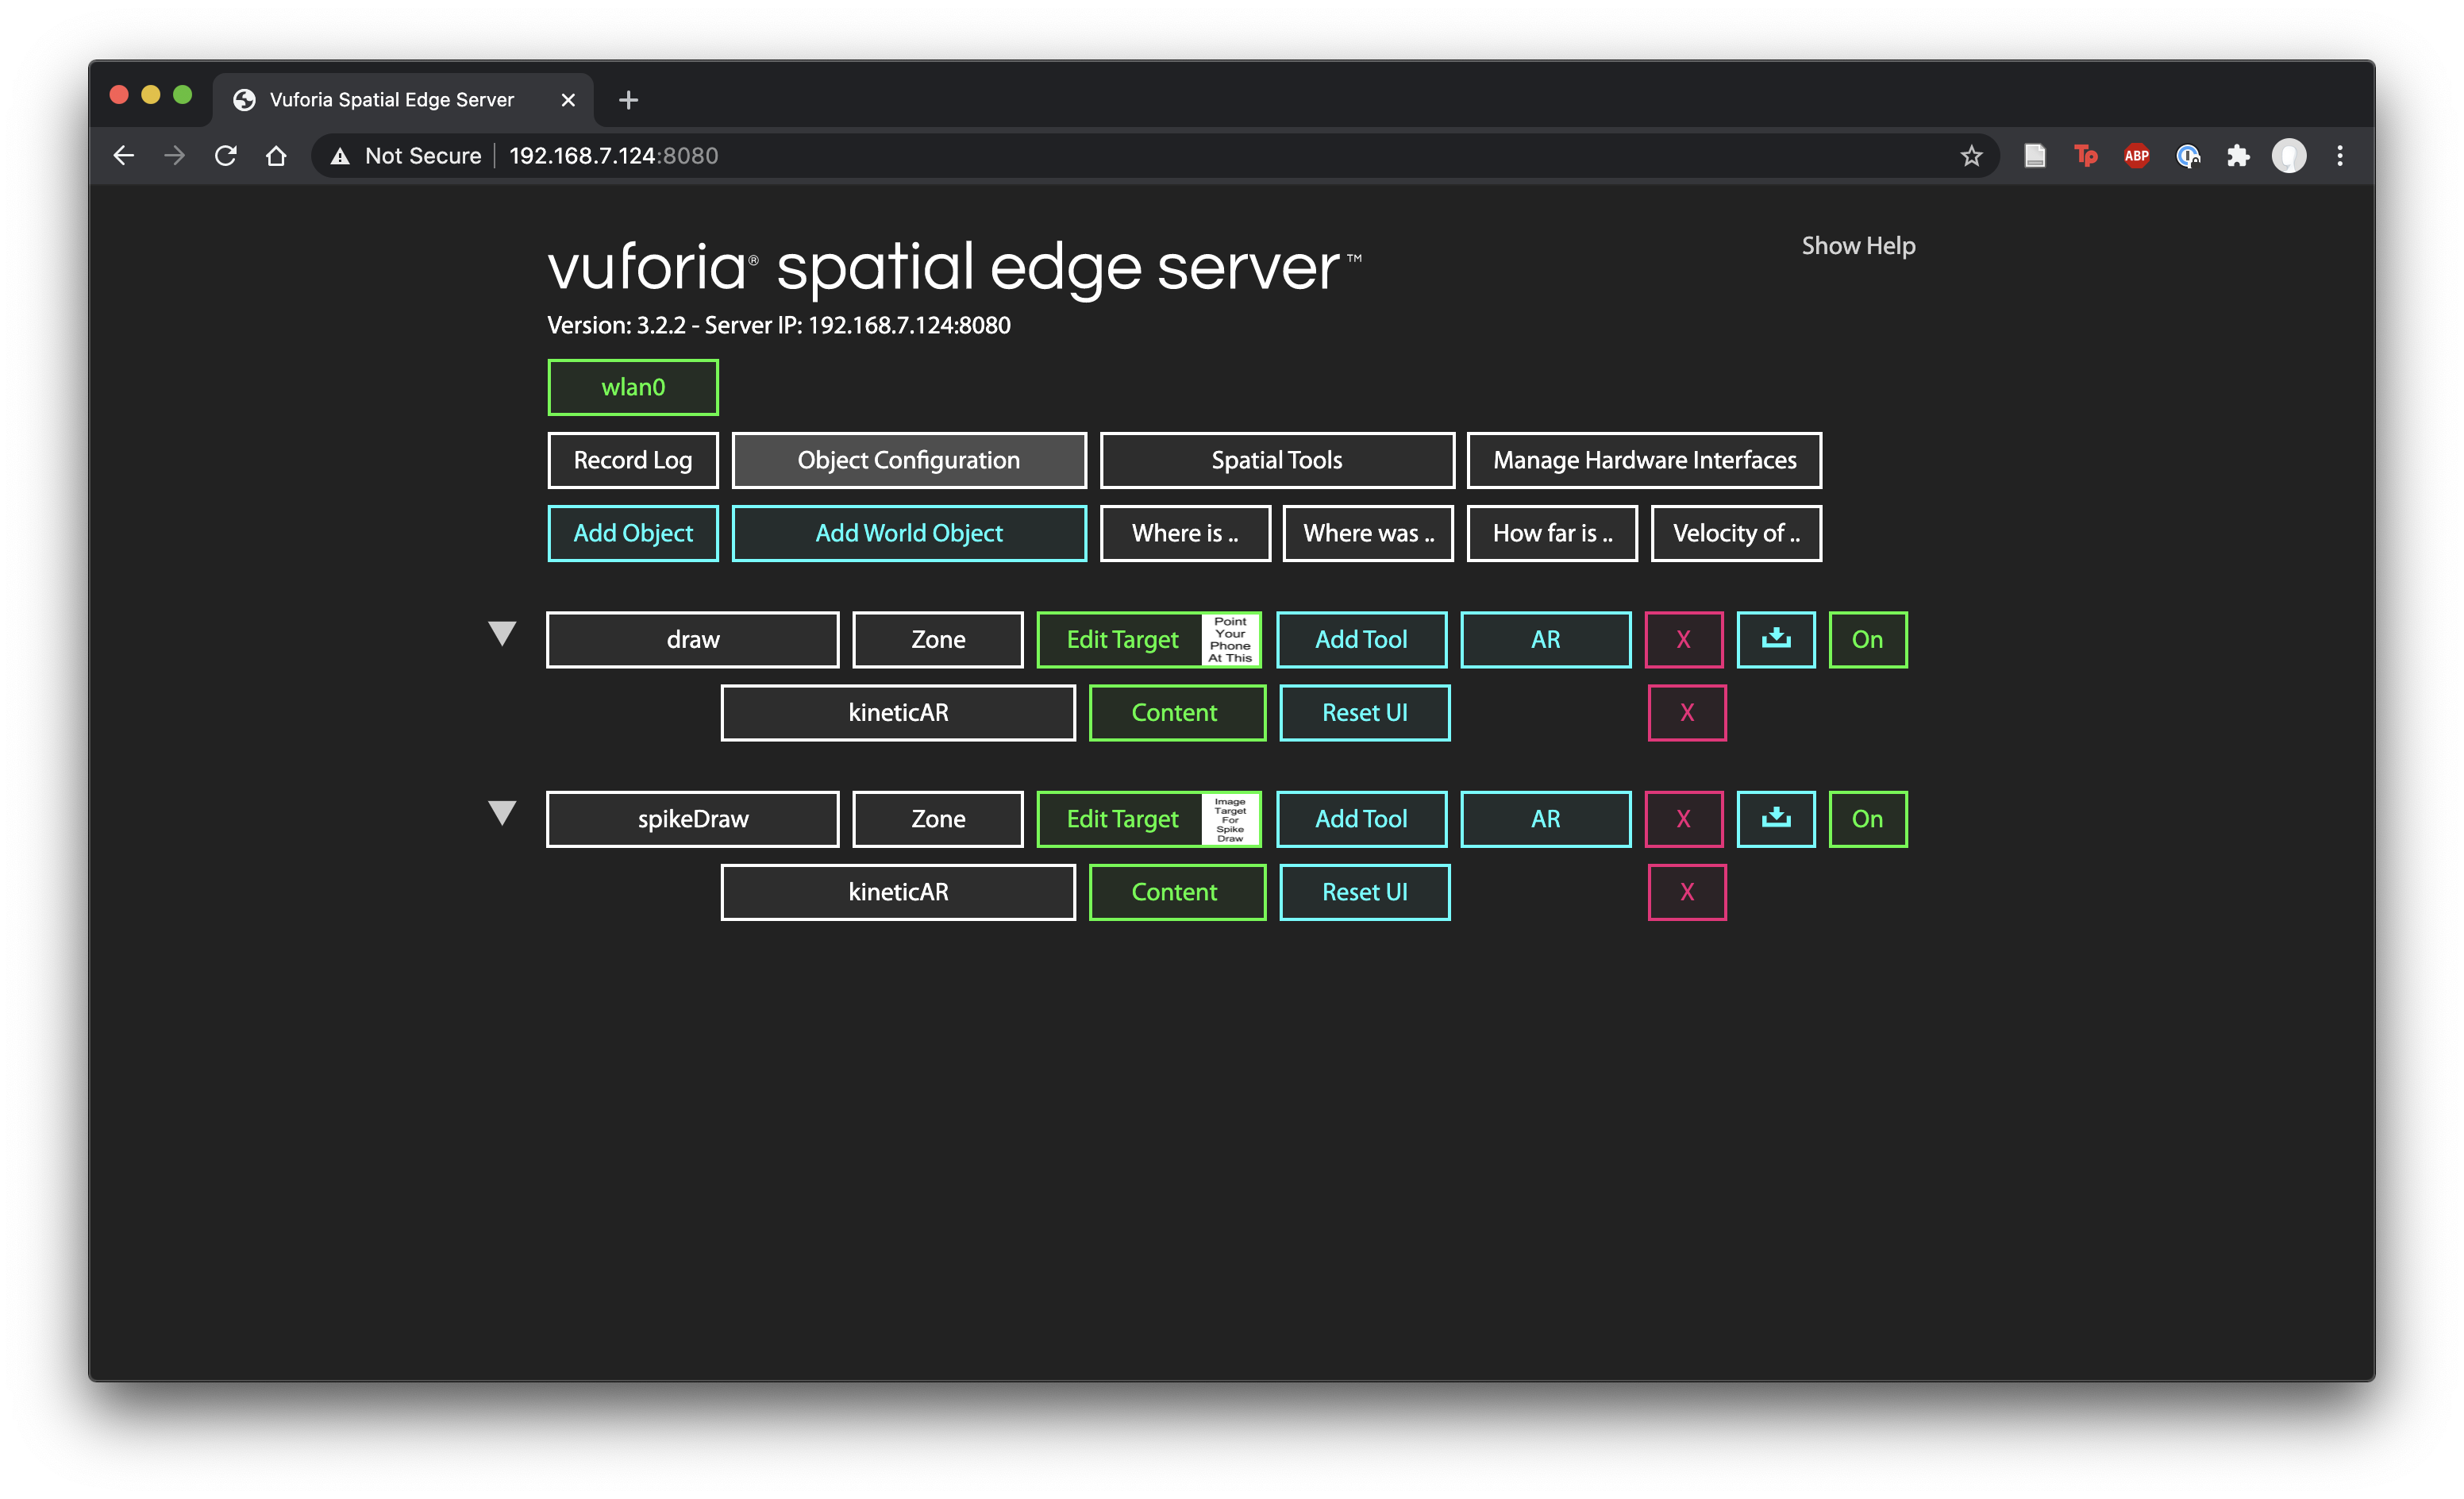 Vuforia Spatial Edge Server
Not Secure 192.168.7.124:8080
Tp ABP
Show Help
vuforia® spatial edge server™
Version: 3.2.2 - Server IP: 192.168.7.124:8080
wlan0
Record Log Object Configuration Spatial Tools Manage Hardware Interfaces
Add Object Add World Object Where is .. Where was .. How far is .. Velocity of ..
draw Zone Edit Target Point Your Phone At This Add Tool AR X On
kineticAR Content Reset UI X
spikeDraw Zone Edit Target Image Target For Spike Draw Add Tool AR X On
kineticAR Content Reset UI X